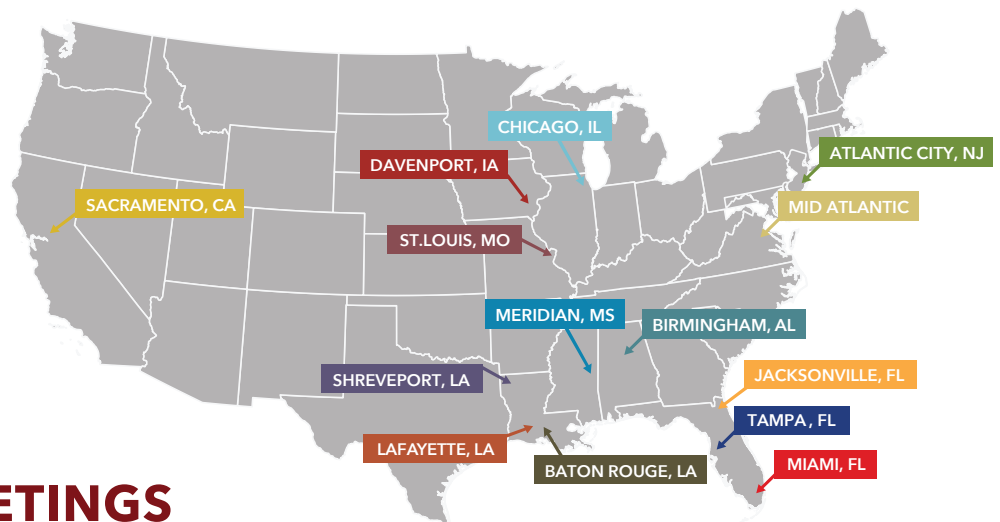 CHICAGO, IL
ATLANTIC CITY, NJ
DAVENPORT, IA
SACRAMENTO, CA
MID ATLANTIC
ST.LOUIS, MO
MERIDIAN, MS
BIRMINGHAM, AL
SHREVEPORT, LA
JACKSONVILLE, FL
TAMPA, FL
LAFAYETTE, LA
BATON ROUGE, LA
MIAMI, FL
ETINGS